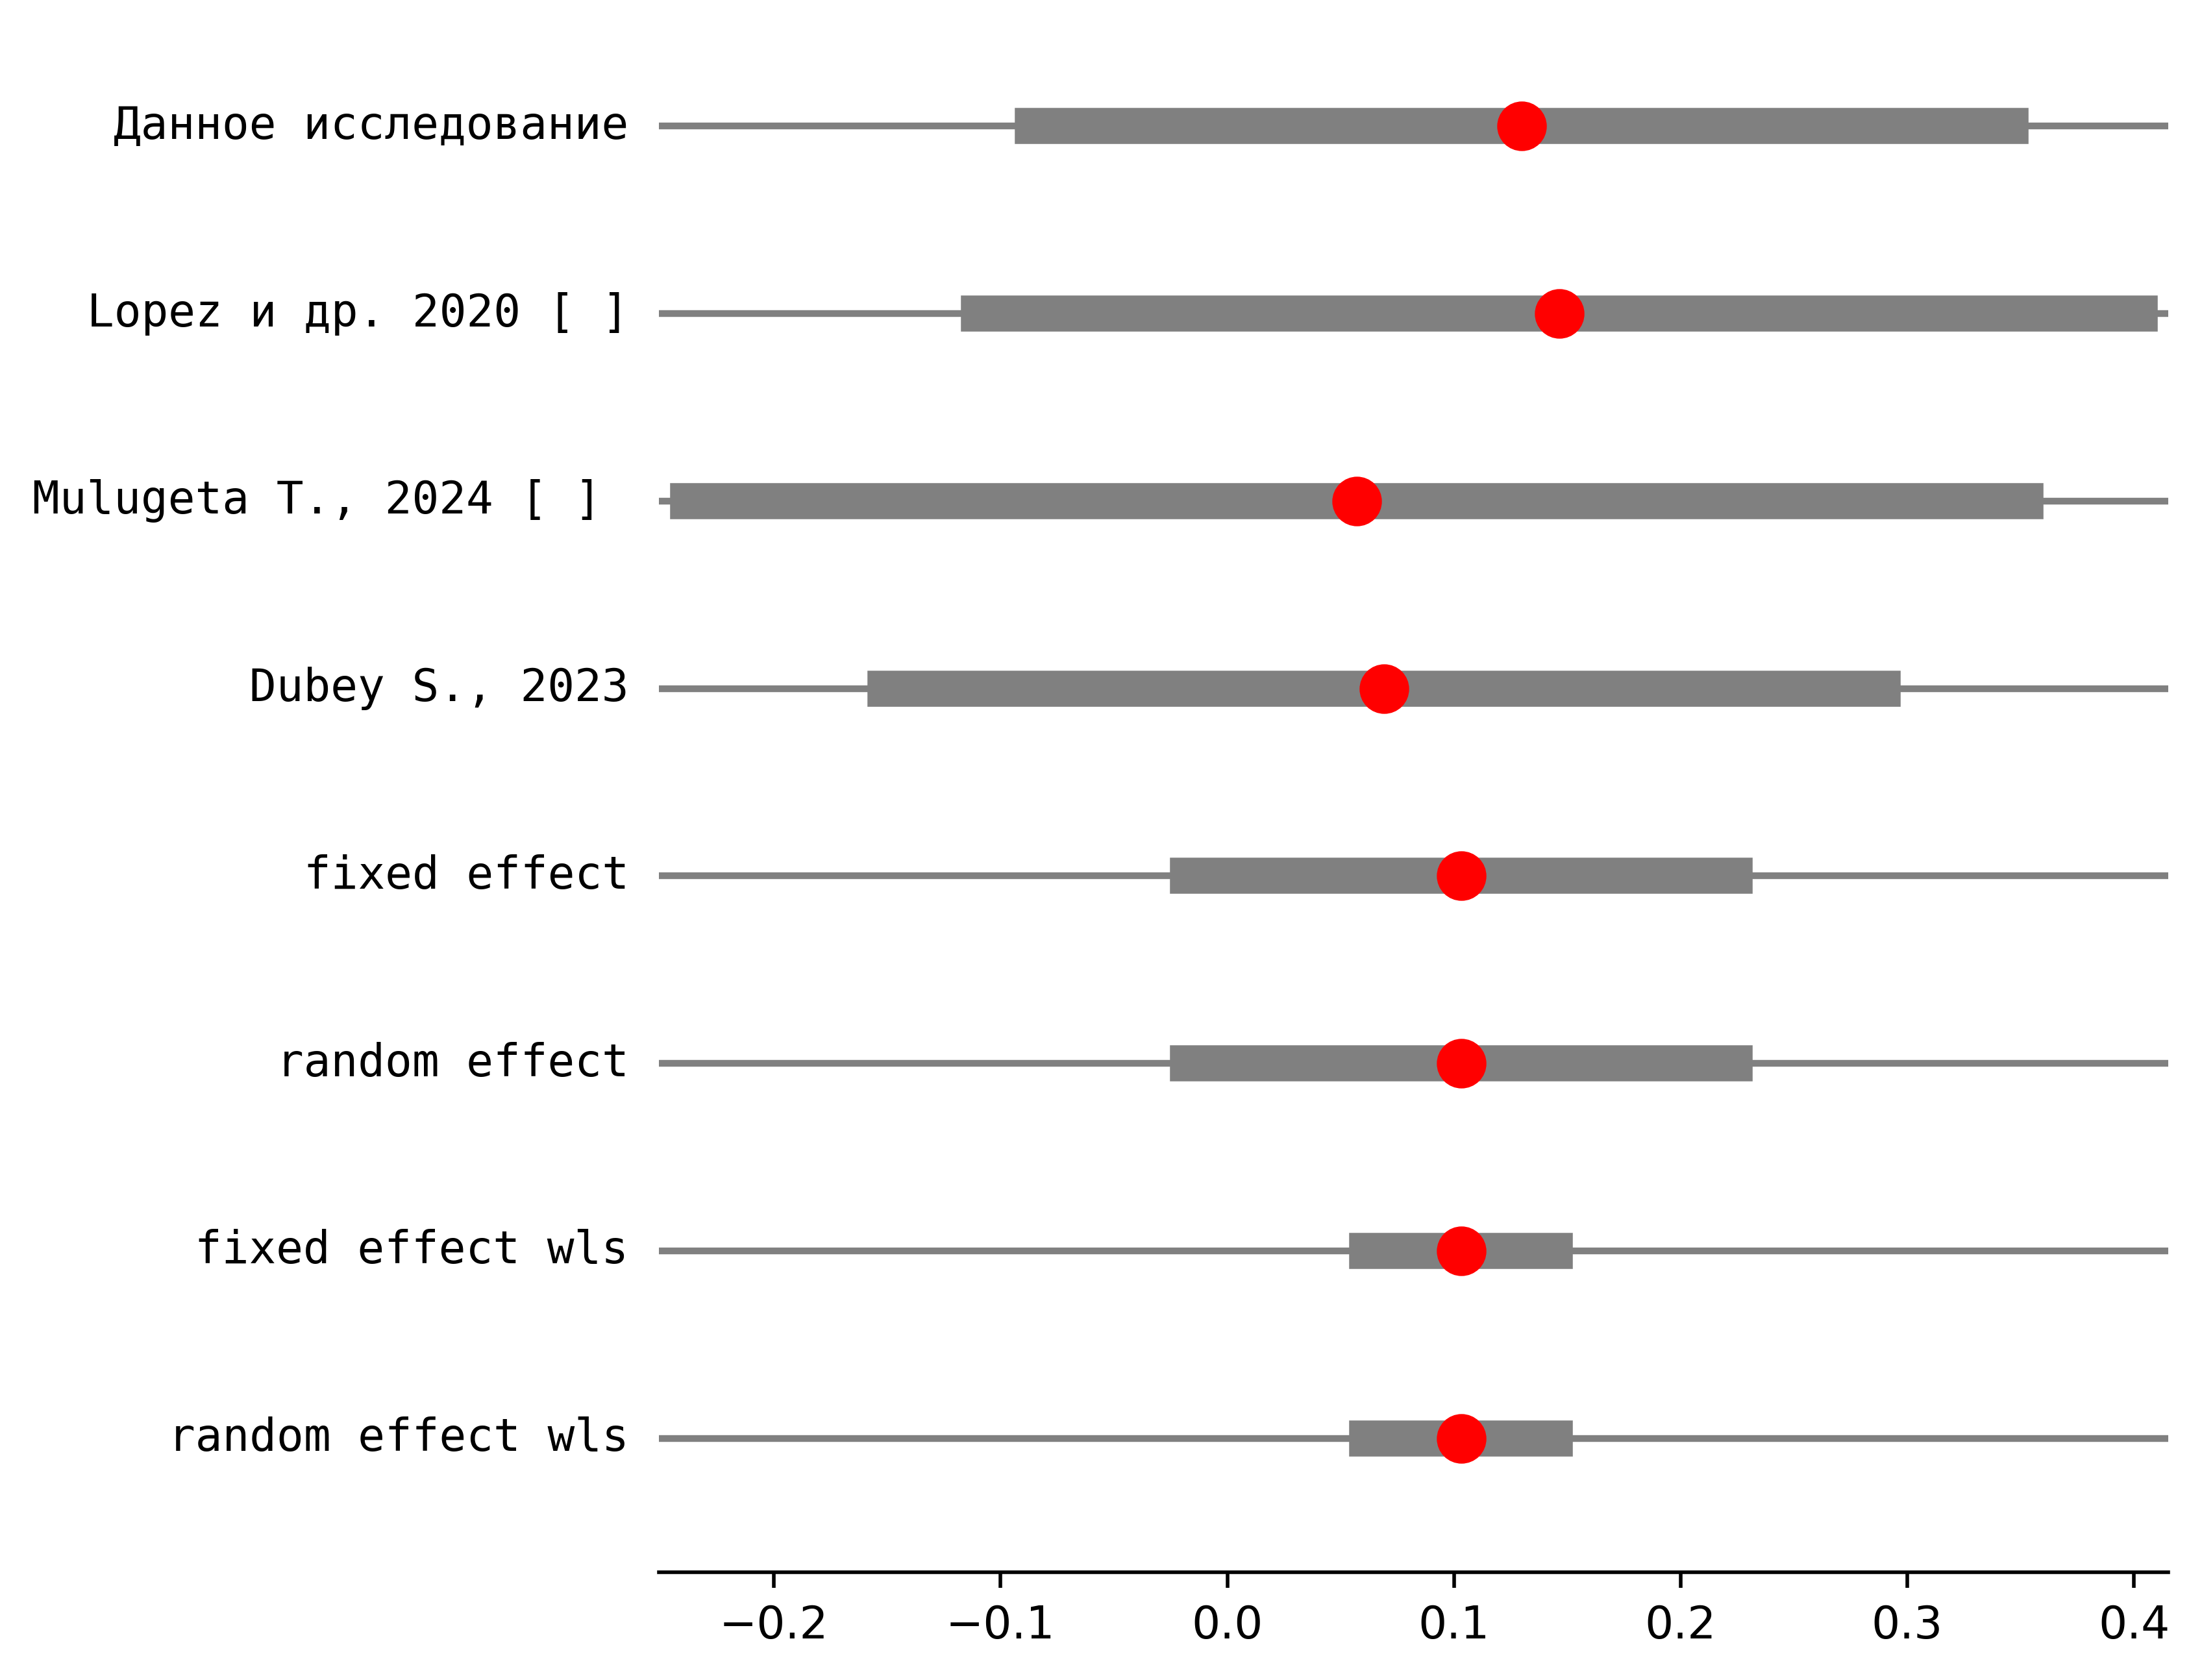 Данное исследование
Lopez и др. 2020 [ ]
Mulugeta T., 2024 [ ]
Dubey S., 2023
fixed effect
random effect
fixed effect wls
random effect wls
−0.2 −0.1 0.0 0.1 0.2 0.3 0.4